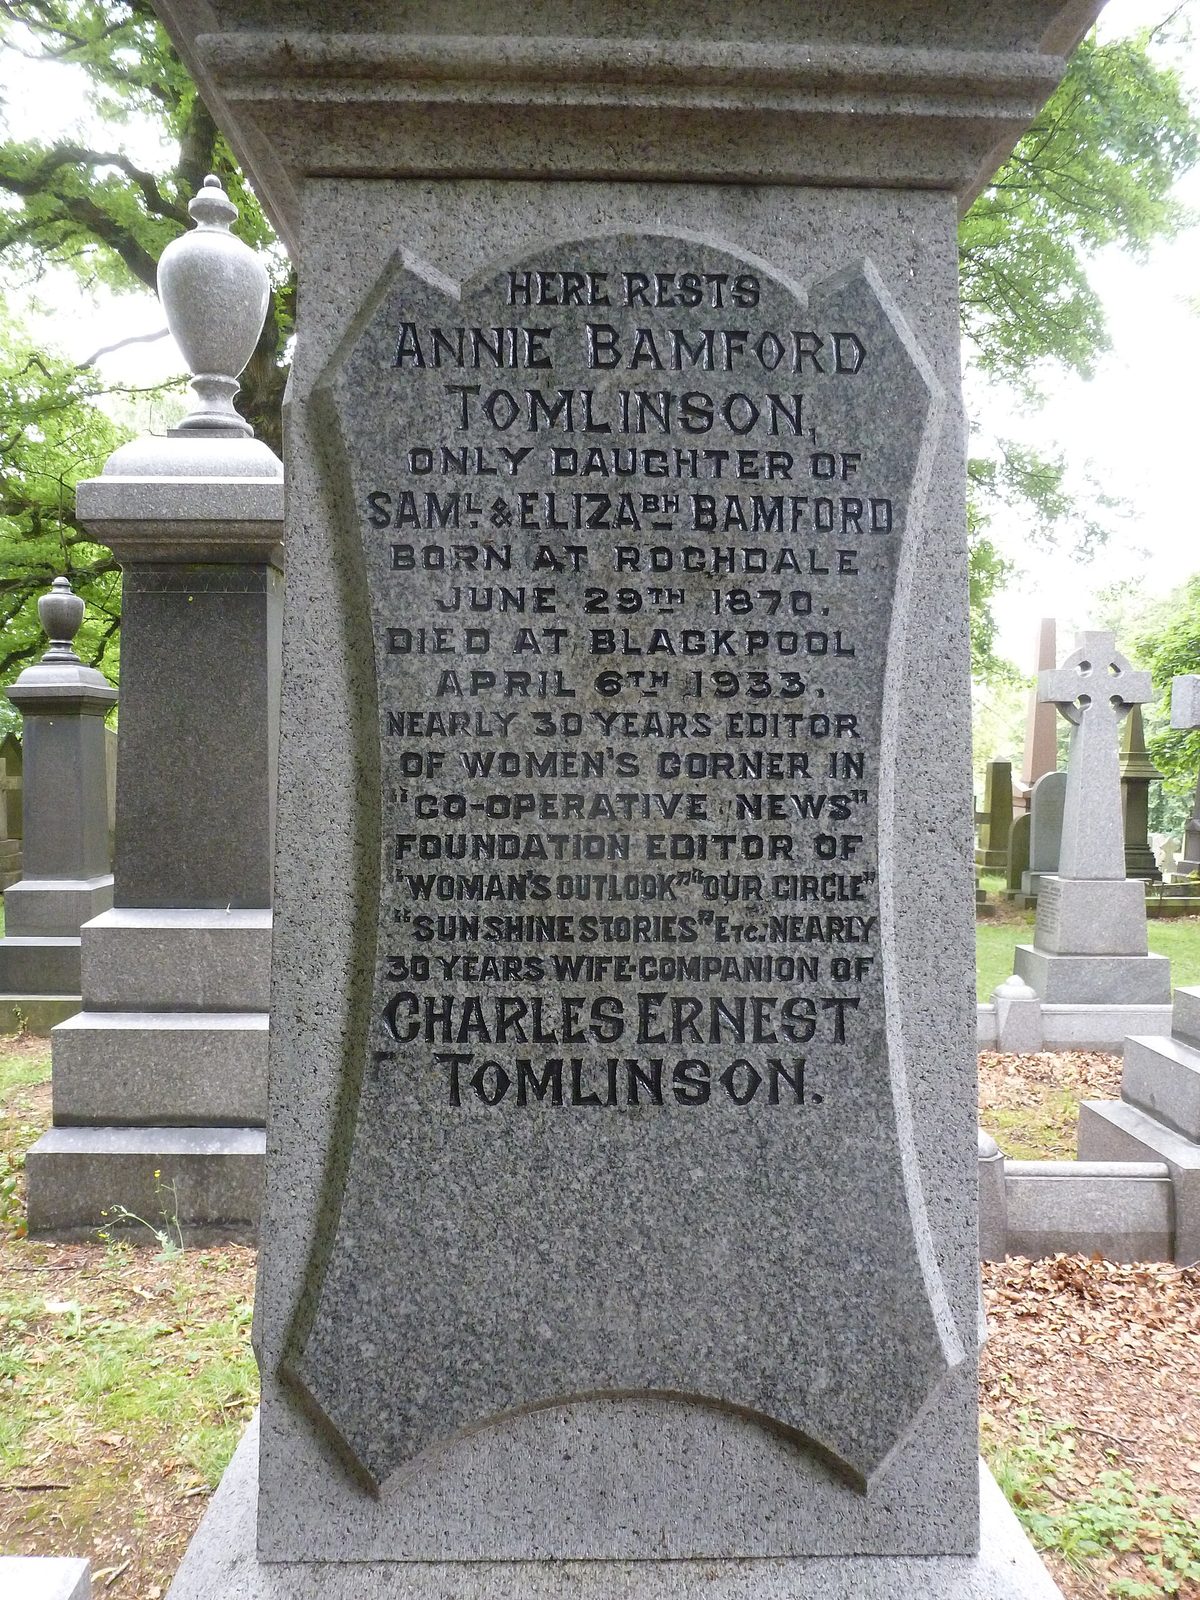 HERE RESTS
ANNIE BAMFORD
TOMLINSON,
ONLY DAUGHTER OF
SAML & ELIZABH BAMFORD
BORN AT ROCHDALE
JUNE 29TH 1870.
DIED AT BLACKPOOL
APRIL 6TH 1933.
NEARLY 30 YEARS EDITOR
OF WOMEN'S CORNER IN
"CO-OPERATIVE NEWS"
FOUNDATION EDITOR OF
"WOMAN'S OUTLOOK" "OUR CIRCLE"
"SUNSHINE STORIES" ETC. NEARLY
30 YEARS WIFE-COMPANION OF
CHARLES ERNEST
TOMLINSON.